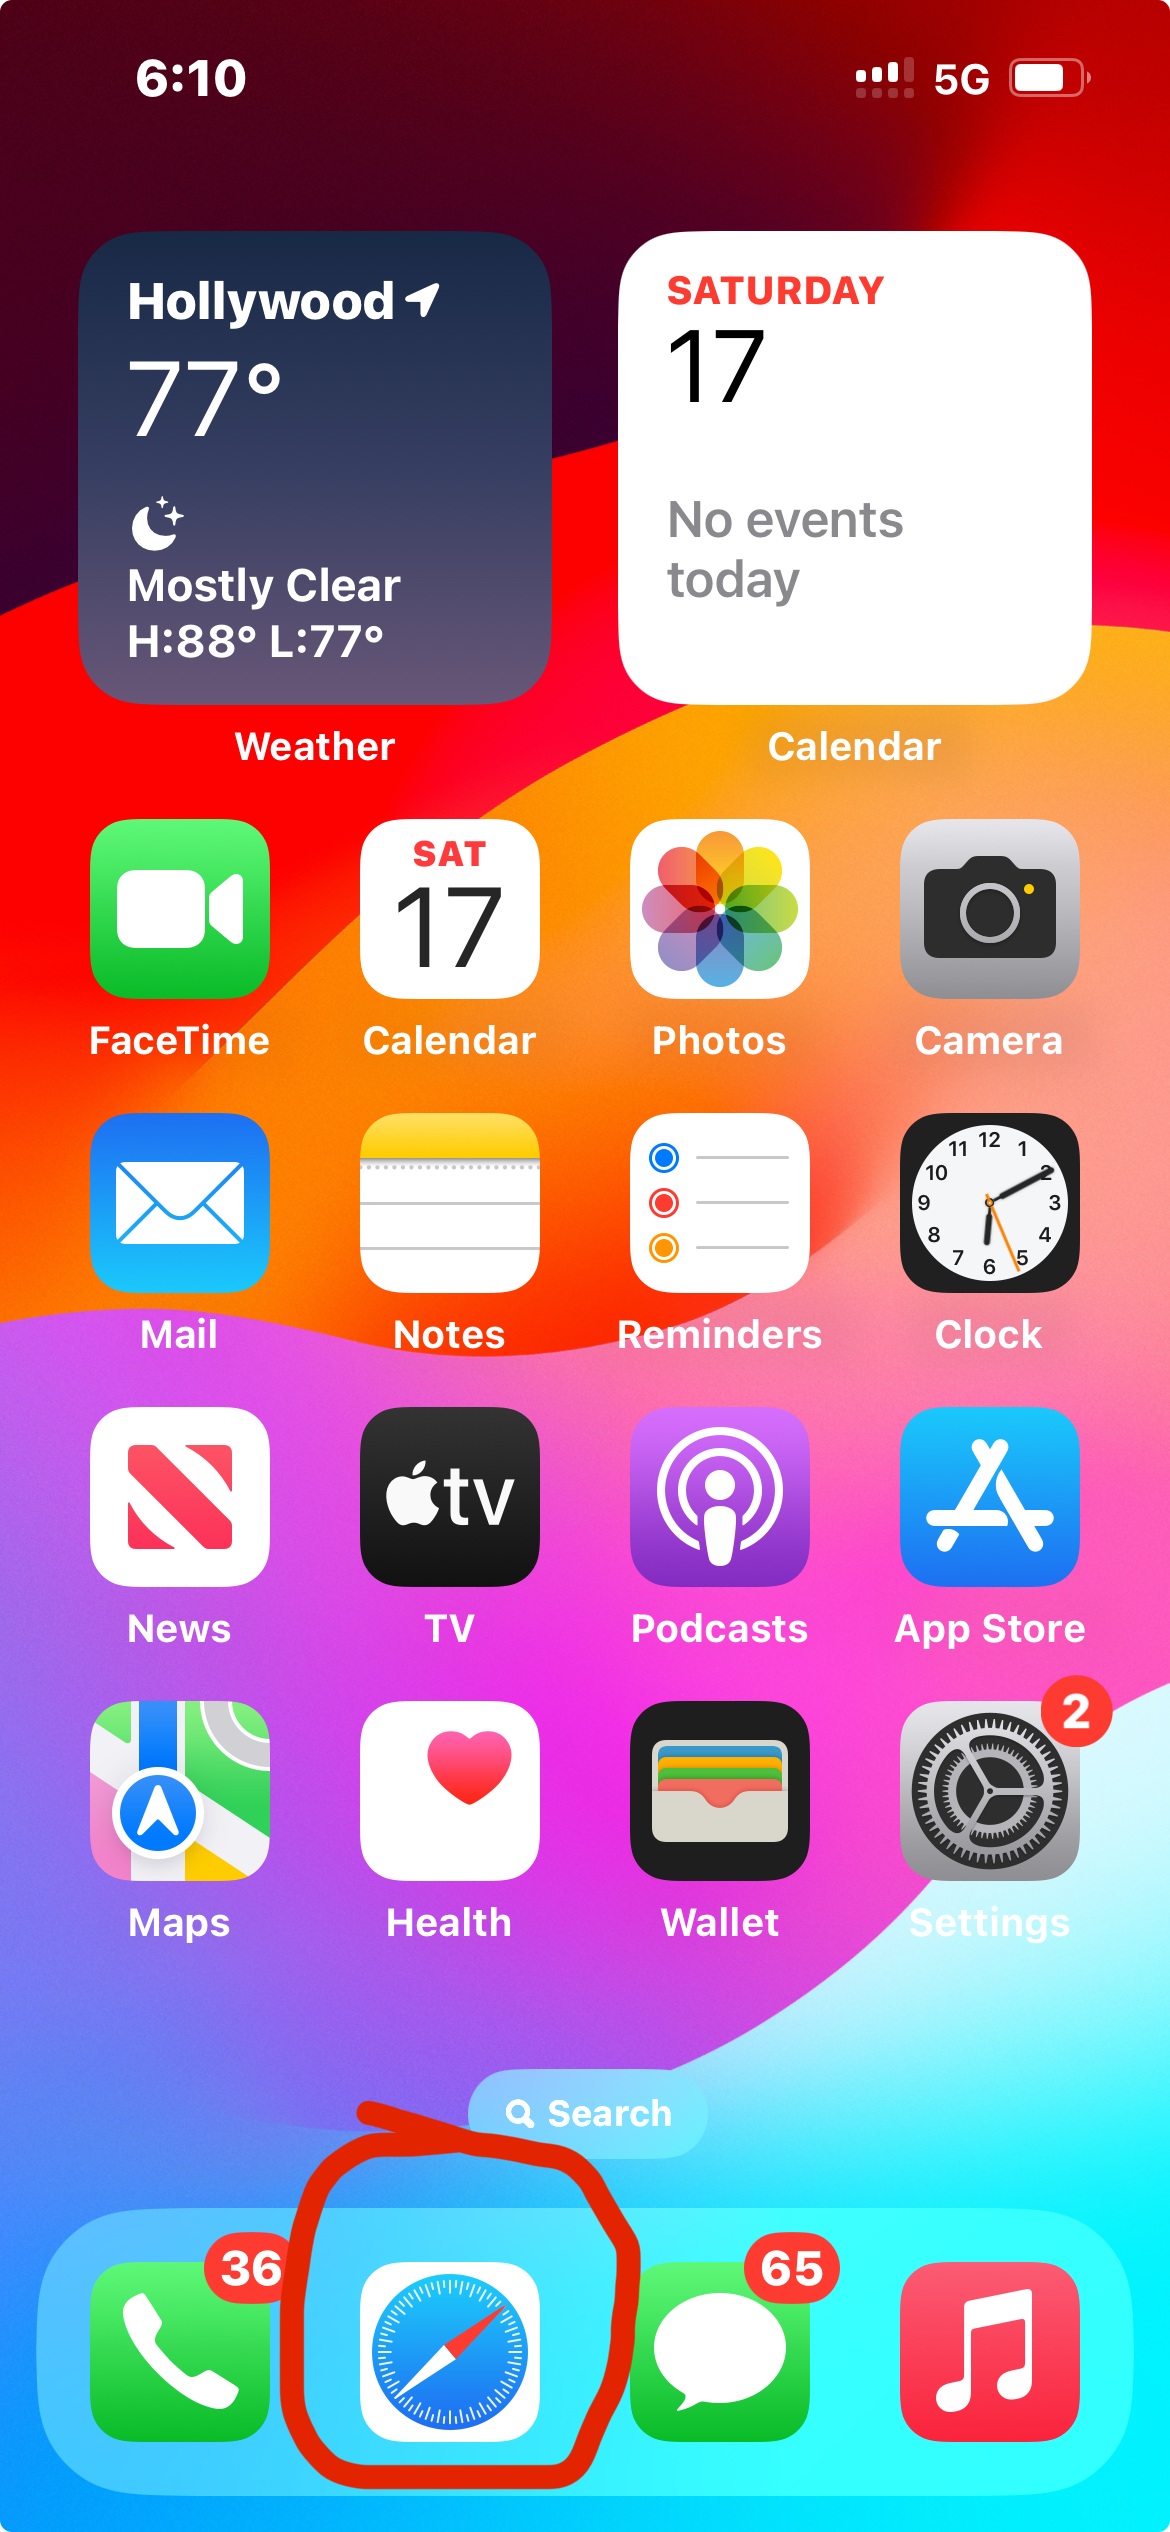 6:10 5G
Hollywood
77°
Mostly Clear
H:88° L:77°
Weather
SATURDAY
17
No events
today
Calendar
SAT
17
FaceTime Calendar Photos Camera
12
11 1
10 2
9 3
8 4
7 5
6
Mail Notes Reminders Clock
tv
News TV Podcasts App Store
2
Maps Health Wallet Settings
Search
36 65